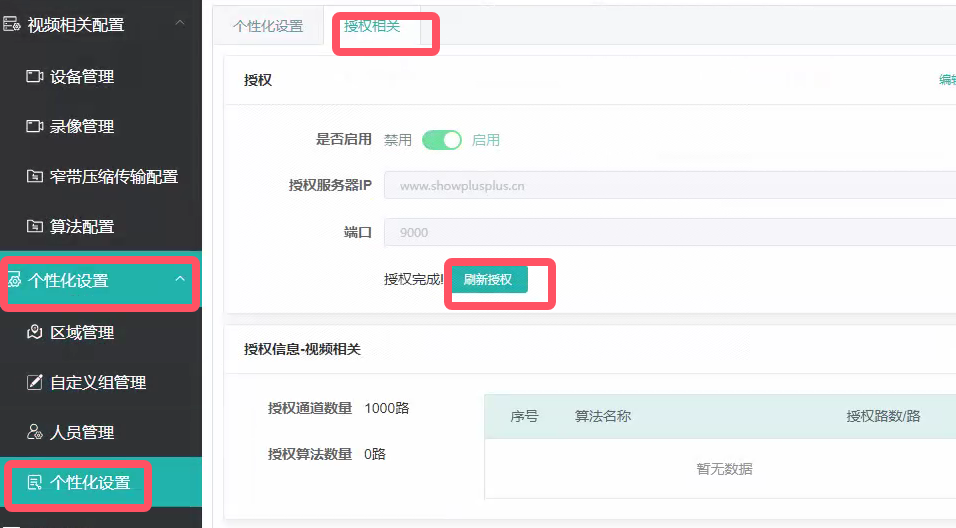 视频相关配置
设备管理
录像管理
窄带压缩传输配置
算法配置
个性化设置
区域管理
自定义组管理
人员管理
个性化设置
个性化设置 授权相关
授权
是否启用 禁用 启用
授权服务器IP www.showplusplus.cn
端口 9000
授权完成! 刷新授权
授权信息-视频相关
授权通道数量 1000路
授权算法数量 0路
序号 算法名称 授权路数/路
暂无数据